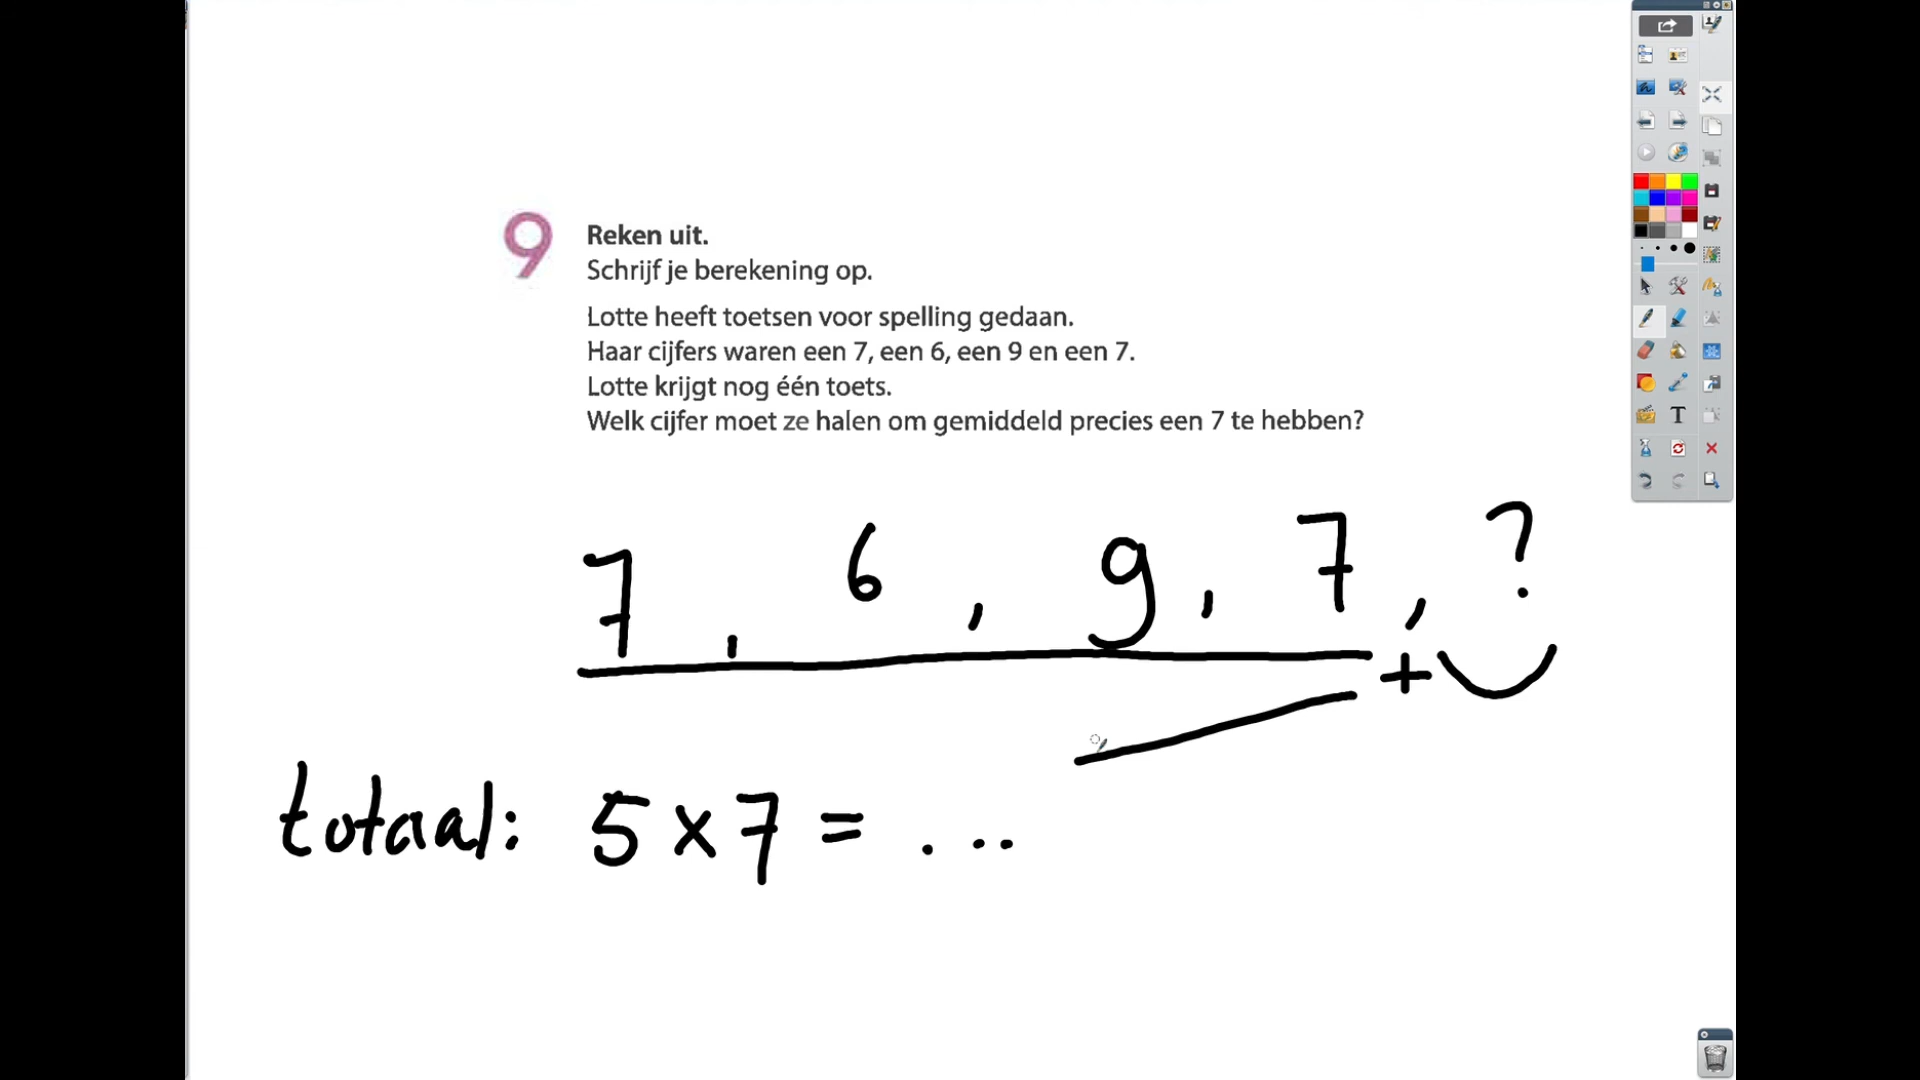 9
Reken uit.
Schrijf je berekening op.
Lotte heeft toetsen voor spelling gedaan.
Haar cijfers waren een 7, een 6, een 9 en een 7.
Lotte krijgt nog één toets.
Welk cijfer moet ze halen om gemiddeld precies een 7 te hebben?
7, 6, 9, 7, ?
+
totaal: 5 x 7 = ...
T